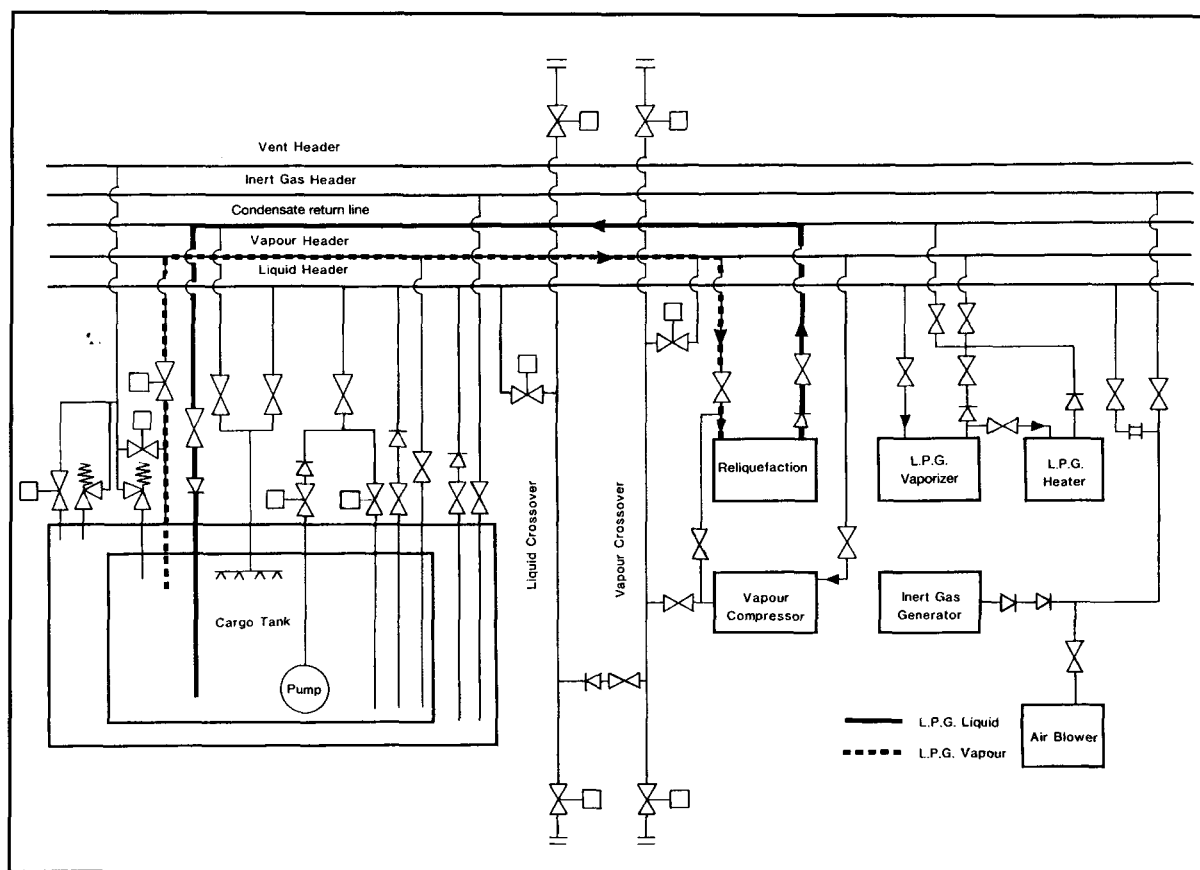 Vent Header
Inert Gas Header
Condensate return line
Vapour Header
Liquid Header
Liquid Crossover
Vapour Crossover
Reliquefaction
L.P.G.
Vaporizer
L.P.G.
Heater
Vapour
Compressor
Inert Gas
Generator
Cargo Tank
Pump
L.P.G. Liquid
L.P.G. Vapour
Air Blower